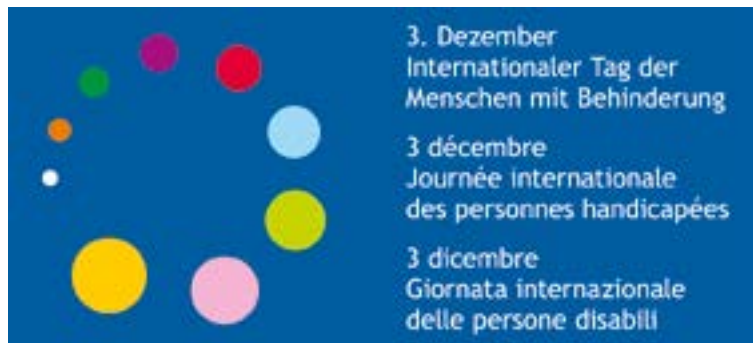 3. Dezember
Internationaler Tag der
Menschen mit Behinderung
3 décembre
Journée internationale
des personnes handicapées
3 dicembre
Giornata internazionale
delle persone disabili